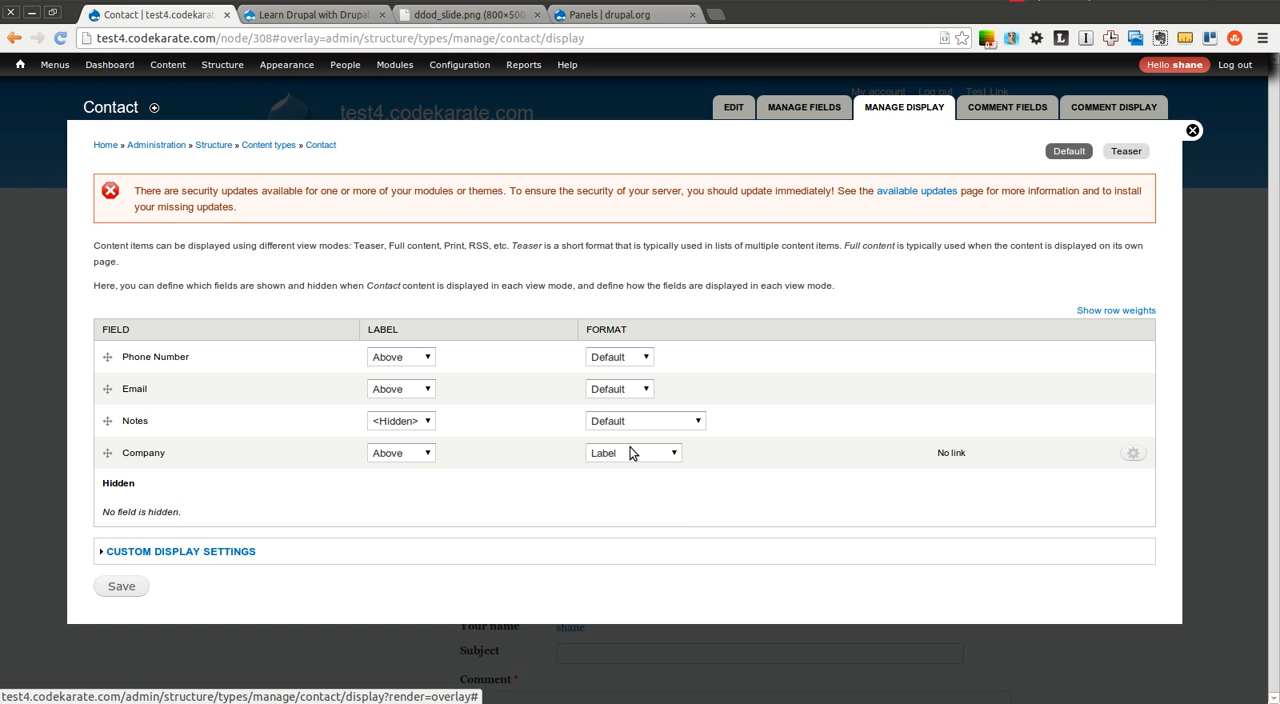 Contact | test4.codekarat
Learn Drupal with Drupal
ddod_slide.png (800×500
Panels | drupal.org
test4.codekarate.com/node/308#overlay=admin/structure/types/manage/contact/display
Menus Dashboard Content Structure Appearance People Modules Configuration Reports Help Hello shane Log out
My account Log out Test Link
Contact
test4.codekarate.com
EDIT MANAGE FIELDS MANAGE DISPLAY COMMENT FIELDS COMMENT DISPLAY
Home » Administration » Structure » Content types » Contact
Default Teaser
There are security updates available for one or more of your modules or themes. To ensure the security of your server, you should update immediately! See the available updates page for more information and to install
your missing updates.
Content items can be displayed using different view modes: Teaser, Full content, Print, RSS, etc. Teaser is a short format that is typically used in lists of multiple content items. Full content is typically used when the content is displayed on its own
page.
Here, you can define which fields are shown and hidden when Contact content is displayed in each view mode, and define how the fields are displayed in each view mode.
Show row weights
FIELD LABEL FORMAT
Phone Number Above Default
Email Above Default
Notes <Hidden> Default
Company Above Label No link
Hidden
No field is hidden.
CUSTOM DISPLAY SETTINGS
Save
Your name shane
Subject
Comment *
test4.codekarate.com/admin/structure/types/manage/contact/display?render=overlay#